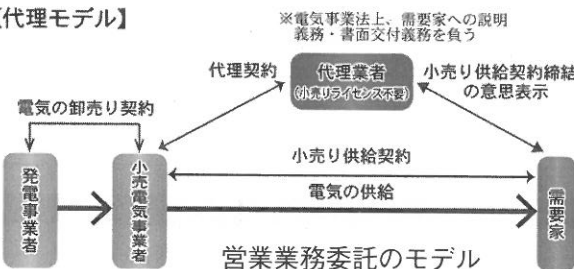 【代理モデル】
※電気事業法上、需要家への説明
義務・書面交付義務を負う
代理契約
代理業者
(小売りライセンス不要)
小売り供給契約締結
の意思表示
電気の卸売り契約
発電事業者
小売電気事業者
小売り供給契約
電気の供給
需要家
営業業務委託のモデル